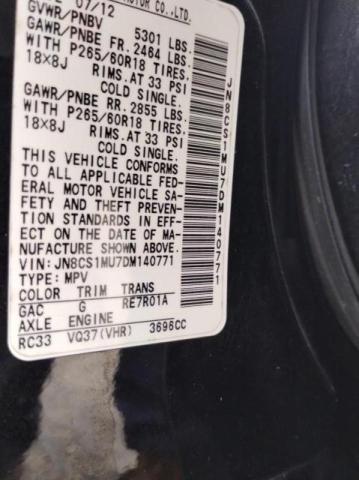 07/12 MOTOR CO.,LTD.
GVWR/PNBV 5301 LBS.
GAWR/PNBE FR. 2464 LBS.
W P265/60R18 TIRES,
18X8J RIMS,AT 33 PSI
COLD SINGLE.
GAWR/PNBE RR. 2855 LBS.
W P265/60R18 TIRES,
18X8J RIMS,AT 33 PSI
COLD SINGLE.
THIS VEHICLE CONFORMS
TO ALL APPLICABLE FED-
ERAL MOTOR VEHICLE SA-
FETY AND THEFT PREVEN-
TION STANDARDS IN EFF-
ECT ON THE DATE OF MA-
NUFACTURE SHOWN ABOVE.
VIN:JN8CS1MU7DM140771
TYPE: MPV
COLOR TRIM TRANS
GAC G RE7R01A
AXLE ENGINE
RC33 VQ37(VHR) 3696CC
JN8CS1MU7DM140771